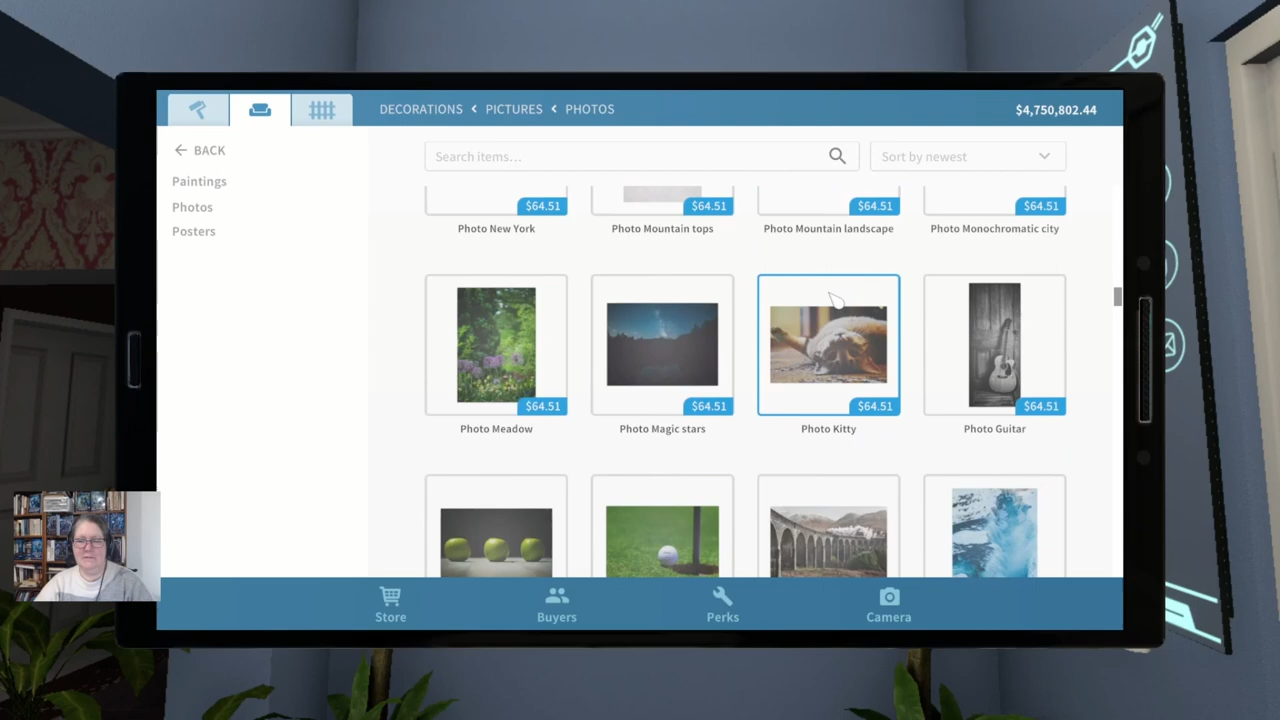 DECORATIONS < PICTURES < PHOTOS
$4,750,802.44
BACK
Search items...
Sort by newest
Paintings
Photos
Posters
$64.51 $64.51 $64.51 $64.51
Photo New York Photo Mountain tops Photo Mountain landscape Photo Monochromatic city
$64.51 $64.51 $64.51 $64.51
Photo Meadow Photo Magic stars Photo Kitty Photo Guitar
Store Buyers Perks Camera